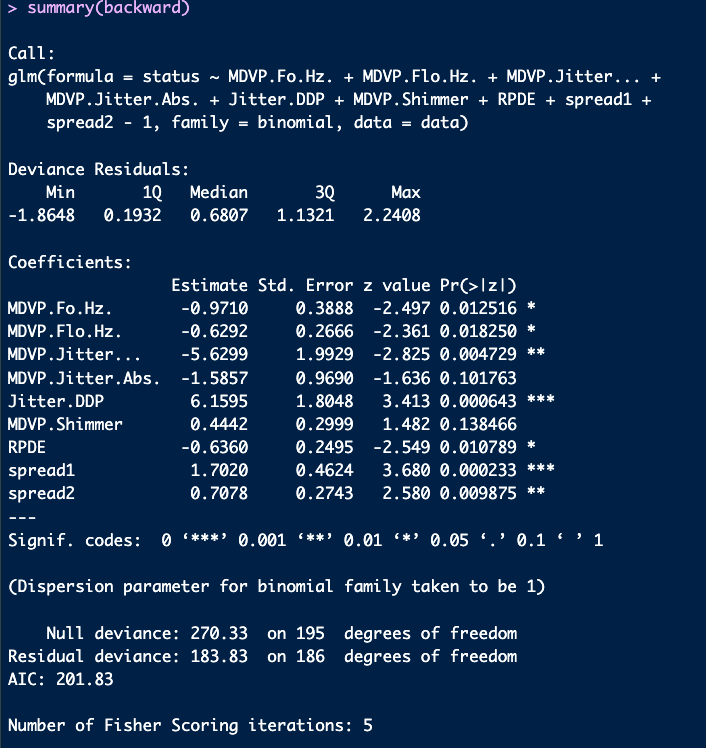 > summary(backward)
Call:
glm(formula = status ~ MDVP.Fo.Hz. + MDVP.Flo.Hz. + MDVP.Jitter... +
    MDVP.Jitter.Abs. + Jitter.DDP + MDVP.Shimmer + RPDE + spread1 +
    spread2 - 1, family = binomial, data = data)
Deviance Residuals:
    Min      1Q   Median      3Q     Max
-1.8648  0.1932  0.6807  1.1321  2.2408
Coefficients:
                 Estimate Std. Error z value Pr(>|z|)
MDVP.Fo.Hz.       -0.9710     0.3888  -2.497 0.012516 *
MDVP.Flo.Hz.      -0.6292     0.2666  -2.361 0.018250 *
MDVP.Jitter...    -5.6299     1.9929  -2.825 0.004729 **
MDVP.Jitter.Abs.  -1.5857     0.9690  -1.636 0.101763
Jitter.DDP         6.1595     1.8048   3.413 0.000643 ***
MDVP.Shimmer       0.4442     0.2999   1.482 0.138466
RPDE              -0.6360     0.2495  -2.549 0.010789 *
spread1            1.7020     0.4624   3.680 0.000233 ***
spread2            0.7078     0.2743   2.580 0.009875 **
---
Signif. codes:  0 ‘***’ 0.001 ‘**’ 0.01 ‘*’ 0.05 ‘.’ 0.1 ‘ ’ 1
(Dispersion parameter for binomial family taken to be 1)
    Null deviance: 270.33  on 195  degrees of freedom
Residual deviance: 183.83  on 186  degrees of freedom
AIC: 201.83
Number of Fisher Scoring iterations: 5